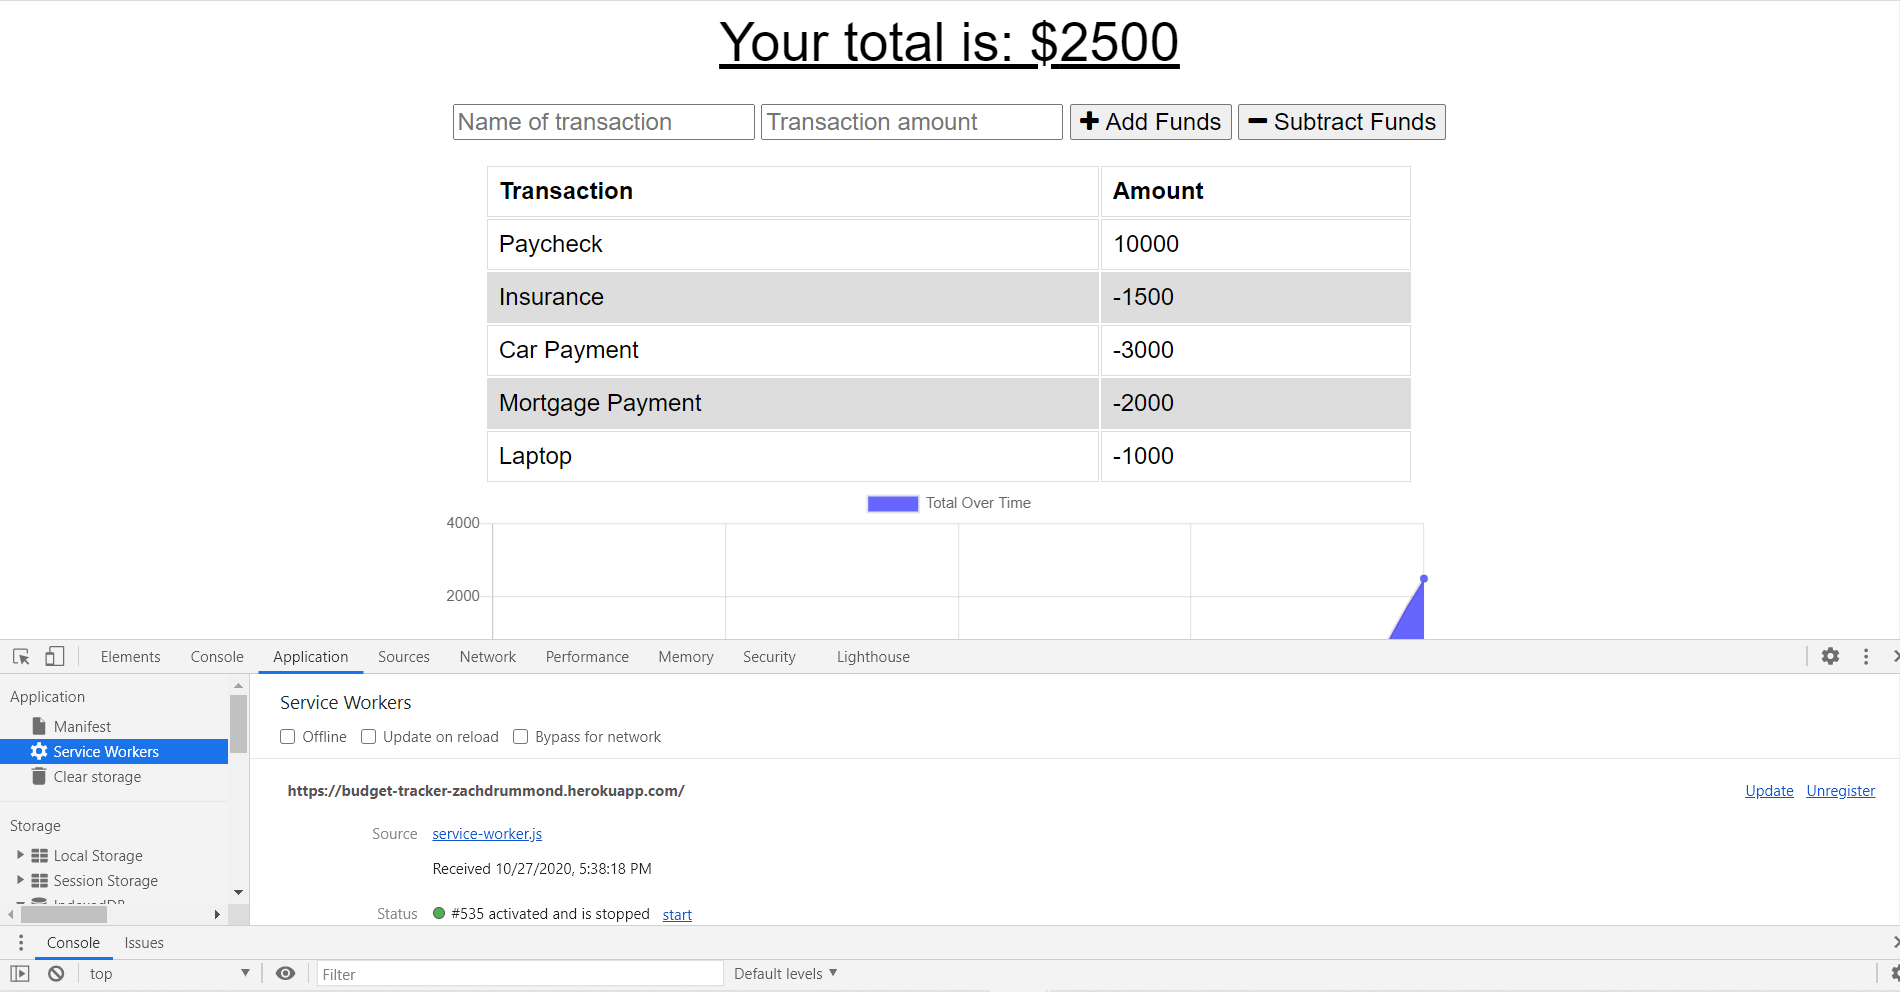 Your total is: $2500
Name of transaction Transaction amount Add Funds Subtract Funds
Transaction Amount
Paycheck 10000
Insurance -1500
Car Payment -3000
Mortgage Payment -2000
Laptop -1000
Total Over Time
4000
2000
Elements Console Application Sources Network Performance Memory Security Lighthouse
Application
Manifest
Service Workers
Clear storage
Storage
Local Storage
Session Storage
IndexedDB
Service Workers
Offline Update on reload Bypass for network
https://budget-tracker-zachdrummond.herokuapp.com/ Update Unregister
Source service-worker.js
Received 10/27/2020, 5:38:18 PM
Status #535 activated and is stopped start
Console Issues
top Filter Default levels